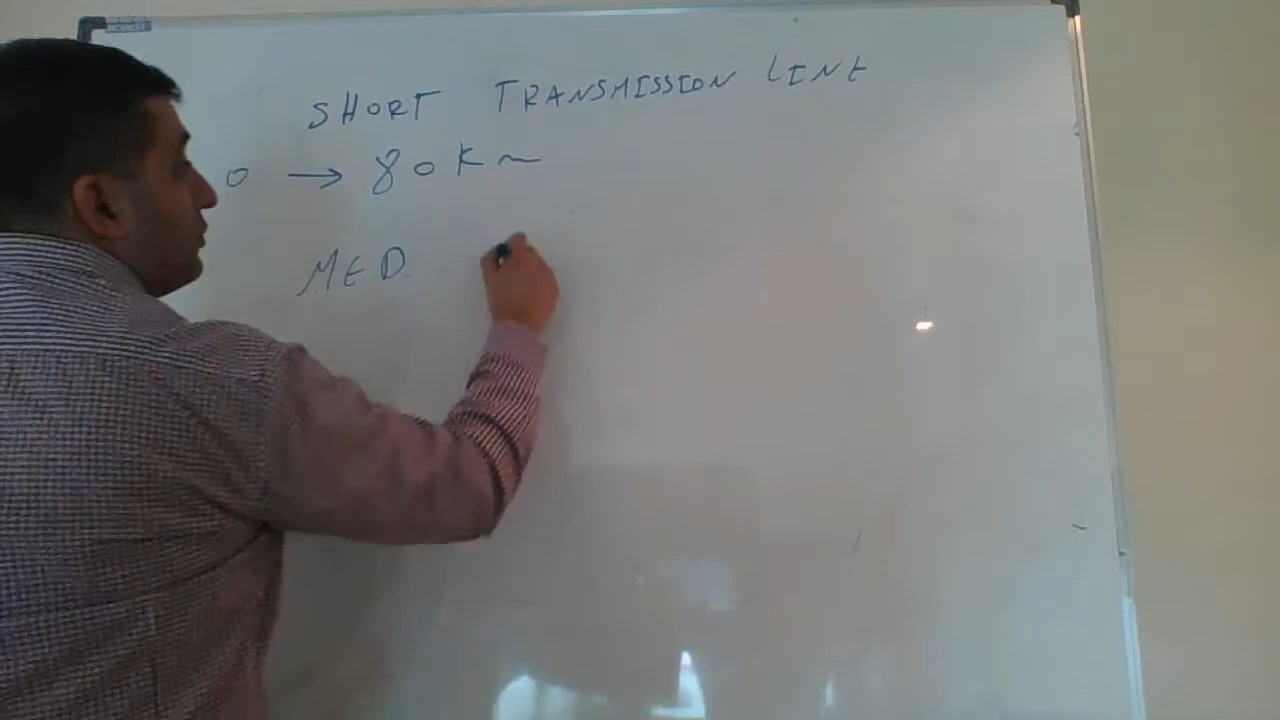 SHORT TRANSMISSION LINE
0 → 80 Km
MED.